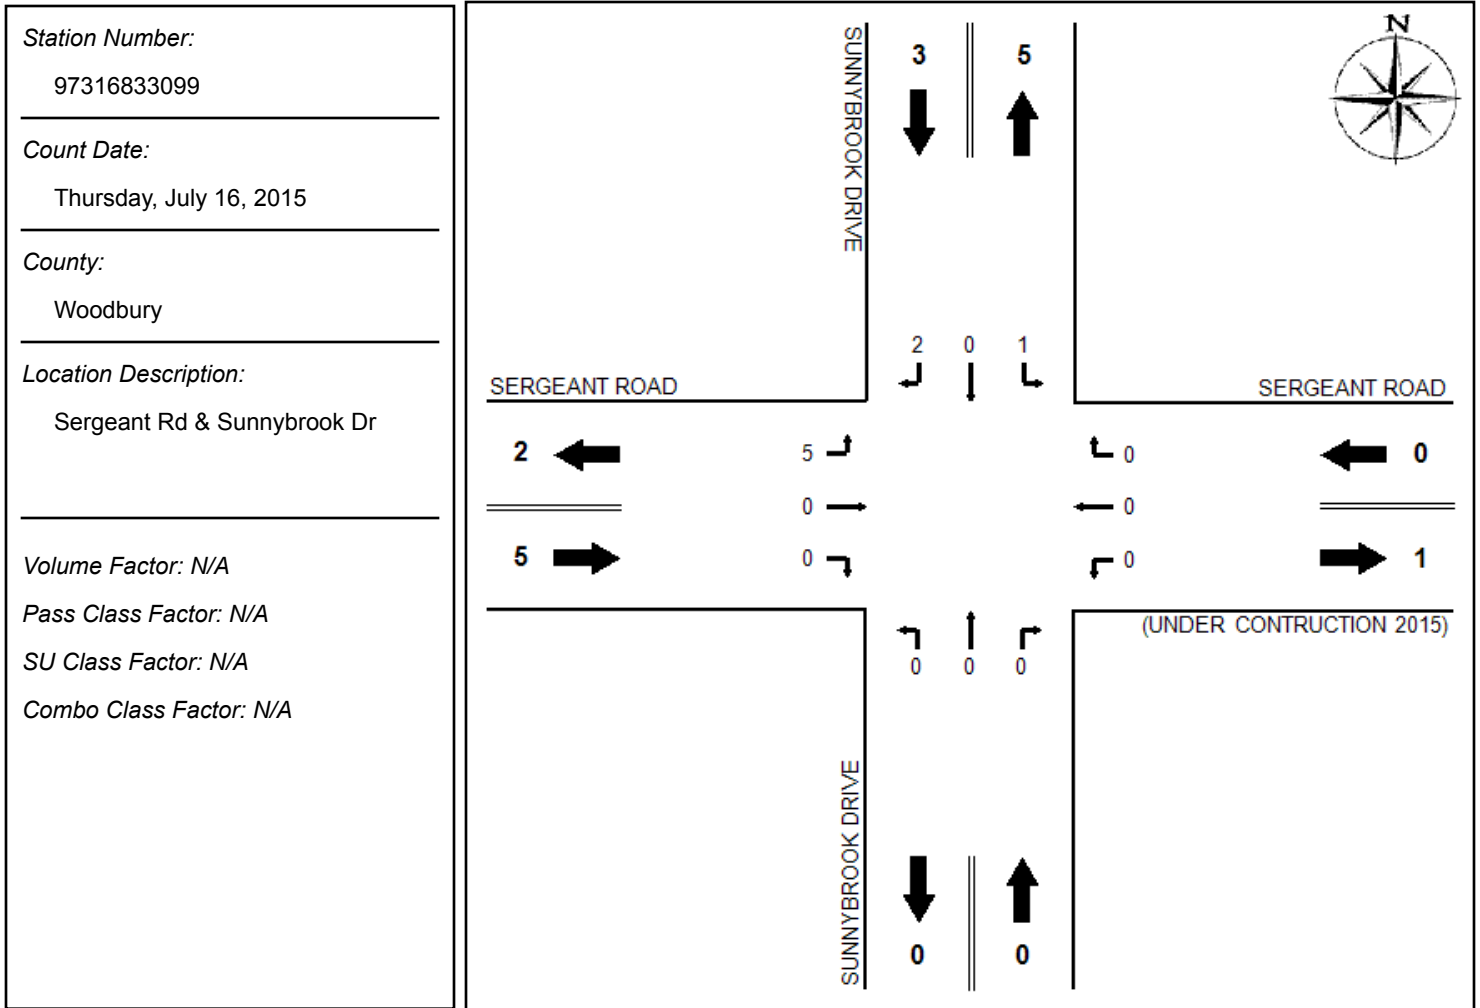 Station Number:
97316833099
Count Date:
Thursday, July 16, 2015
County:
Woodbury
Location Description:
Sergeant Rd & Sunnybrook Dr
Volume Factor: N/A
Pass Class Factor: N/A
SU Class Factor: N/A
Combo Class Factor: N/A
N
SUNNYBROOK DRIVE
3 5
2 0 1
SERGEANT ROAD
SERGEANT ROAD
2 5 0 0
0 0
5 0 0 1
(UNDER CONTRUCTION 2015)
0 0 0
SUNNYBROOK DRIVE
0 0